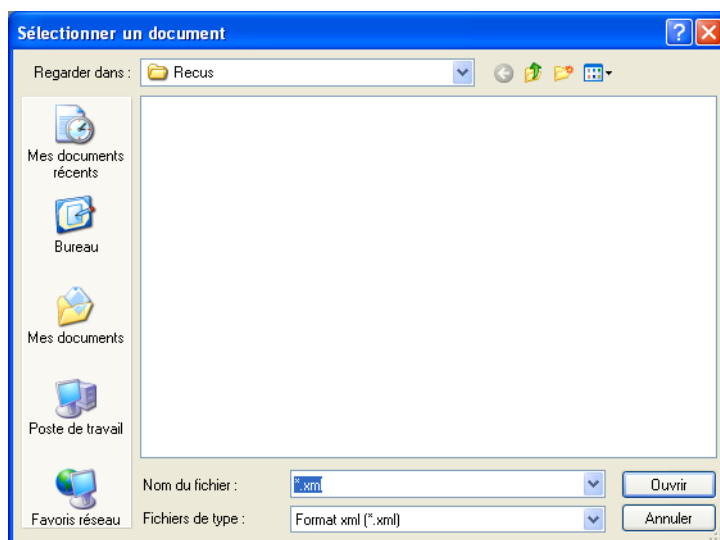 Sélectionner un document
Regarder dans :
Recus
Mes documents
récents
Bureau
Mes documents
Poste de travail
Favoris réseau
Nom du fichier :
*.xml
Ouvrir
Fichiers de type :
Format xml (*.xml)
Annuler